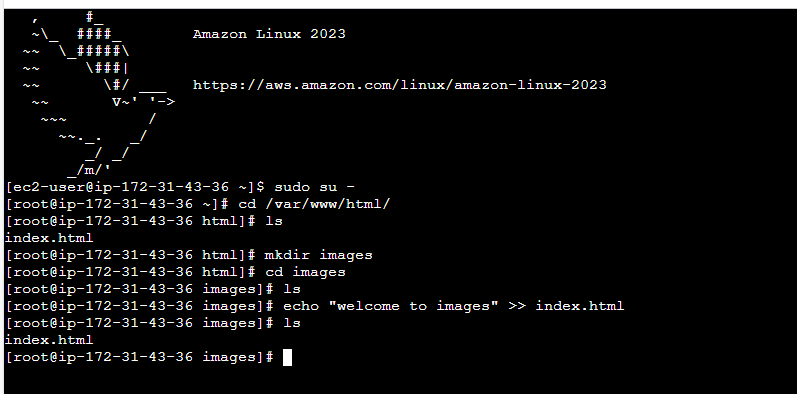 ,     #_
   ~\_  ####_        Amazon Linux 2023
  ~~  \_#####\
  ~~     \###|
  ~~       \#/ ___   https://aws.amazon.com/linux/amazon-linux-2023
   ~~       V~' '->
    ~~~         /
      ~~._.   _/
         _/ _/
       _/m/'
[ec2-user@ip-172-31-43-36 ~]$ sudo su -
[root@ip-172-31-43-36 ~]# cd /var/www/html/
[root@ip-172-31-43-36 html]# ls
index.html
[root@ip-172-31-43-36 html]# mkdir images
[root@ip-172-31-43-36 html]# cd images
[root@ip-172-31-43-36 images]# ls
[root@ip-172-31-43-36 images]# echo "welcome to images" >> index.html
[root@ip-172-31-43-36 images]# ls
index.html
[root@ip-172-31-43-36 images]#